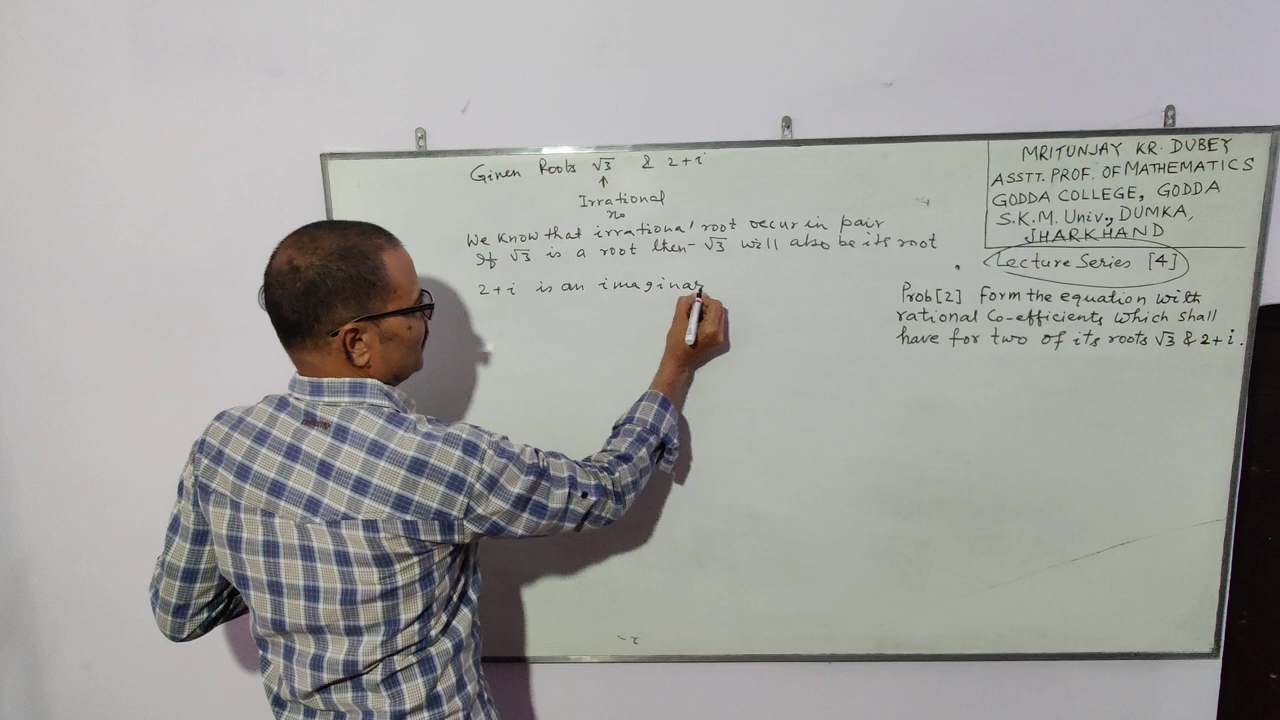 Given Roots √3 & 2+i
↑
Irrational
no
We know that irrational root occur in pair
If √3 is a root then -√3 will also be its root
2+i is an imaginar
MRITUNJAY KR. DUBEY
ASSTT. PROF. OF MATHEMATICS
GODDA COLLEGE, GODDA
S.K.M. Univ., DUMKA,
JHARKHAND
Lecture Series [4]
Prob[2] Form the equation with
rational Co-efficients which shall
have for two of its roots √3 & 2+i.